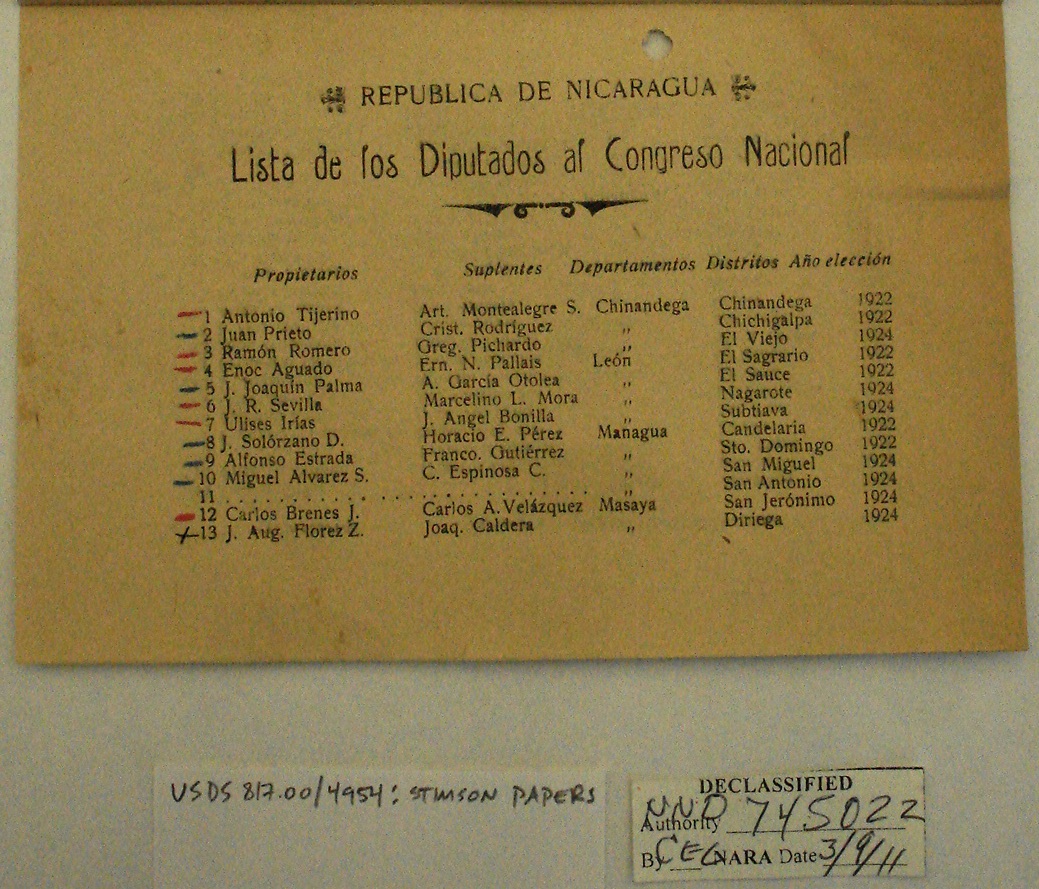 REPUBLICA DE NICARAGUA
Lista de los Diputados al Congreso Nacional
Propietarios Suplentes Departamentos Distritos Año elección
1 Antonio Tijerino Art. Montealegre S. Chinandega Chinandega 1922
2 Juan Prieto Crist. Rodríguez ,, Chichigalpa 1922
3 Ramón Romero Greg. Pichardo ,, El Viejo 1924
4 Enoc Aguado Ern. N. Pallais León El Sagrario 1922
5 J. Joaquín Palma A. García Otolea ,, El Sauce 1922
6 J. R. Sevilla Marcelino L. Mora ,, Nagarote 1924
7 Ulises Irías J. Angel Bonilla ,, Subtiava 1924
8 J. Solórzano D. Horacio E. Pérez Managua Candelaria 1922
9 Alfonso Estrada Franco. Gutiérrez ,, Sto. Domingo 1922
10 Miguel Alvarez S. C. Espinosa C. ,, San Miguel 1924
11 . . . . . . . . . . . . . . . . . . . . . . ,, San Antonio 1924
12 Carlos Brenes J. Carlos A. Velázquez Masaya San Jerónimo 1924
13 J. Aug. Florez Z. Joaq. Caldera ,, Diriega 1924
USDS 817.00/4954: STIMSON PAPERS
DECLASSIFIED
Authority NND 745022
By CEG NARA Date 3/9/11